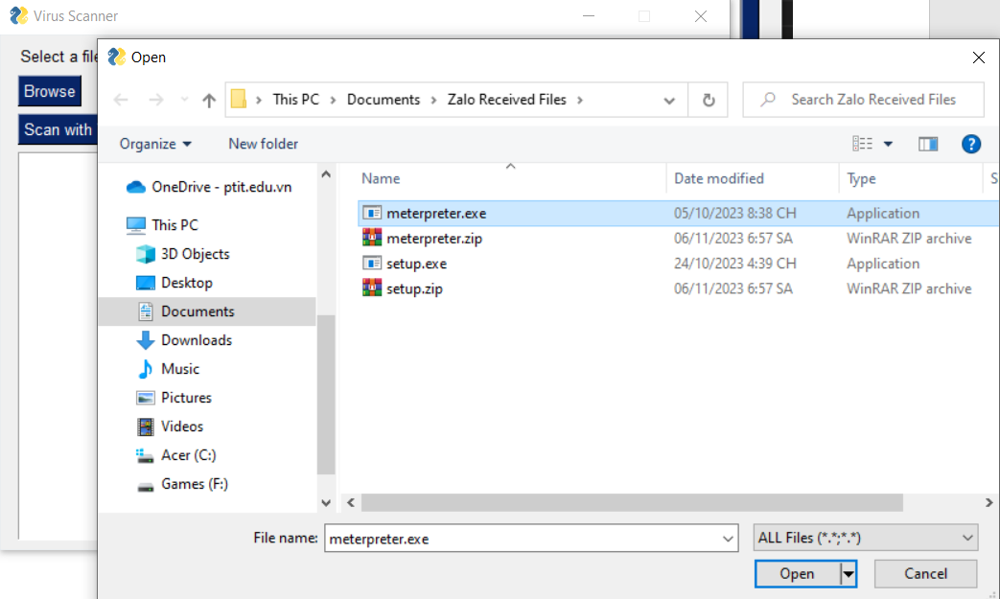 Virus Scanner
Select a file
Browse
Scan with
Open
This PC
Documents
Zalo Received Files
Search Zalo Received Files
Organize
New folder
OneDrive - ptit.edu.vn
This PC
3D Objects
Desktop
Documents
Downloads
Music
Pictures
Videos
Acer (C:)
Games (F:)
Name Date modified Type S
meterpreter.exe 05/10/2023 8:38 CH Application
meterpreter.zip 06/11/2023 6:57 SA WinRAR ZIP archive
setup.exe 24/10/2023 4:39 CH Application
setup.zip 06/11/2023 6:57 SA WinRAR ZIP archive
File name: meterpreter.exe ALL Files (*.*;*.*)
Open Cancel